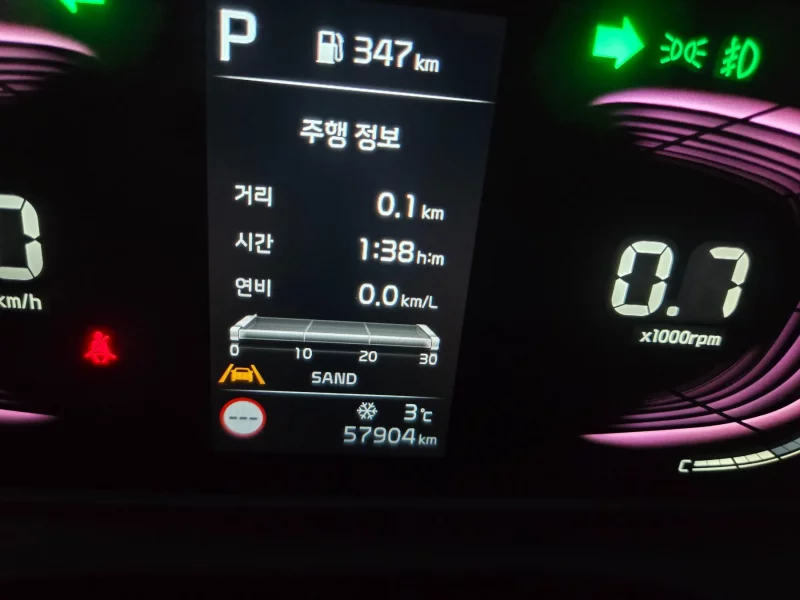 P 347 km
주행 정보
거리 0.1 km
시간 1:38 h:m
연비 0.0 km/L
0 10 20 30
SAND
---
3℃
57904 km
km/h
0.7
x1000rpm
C